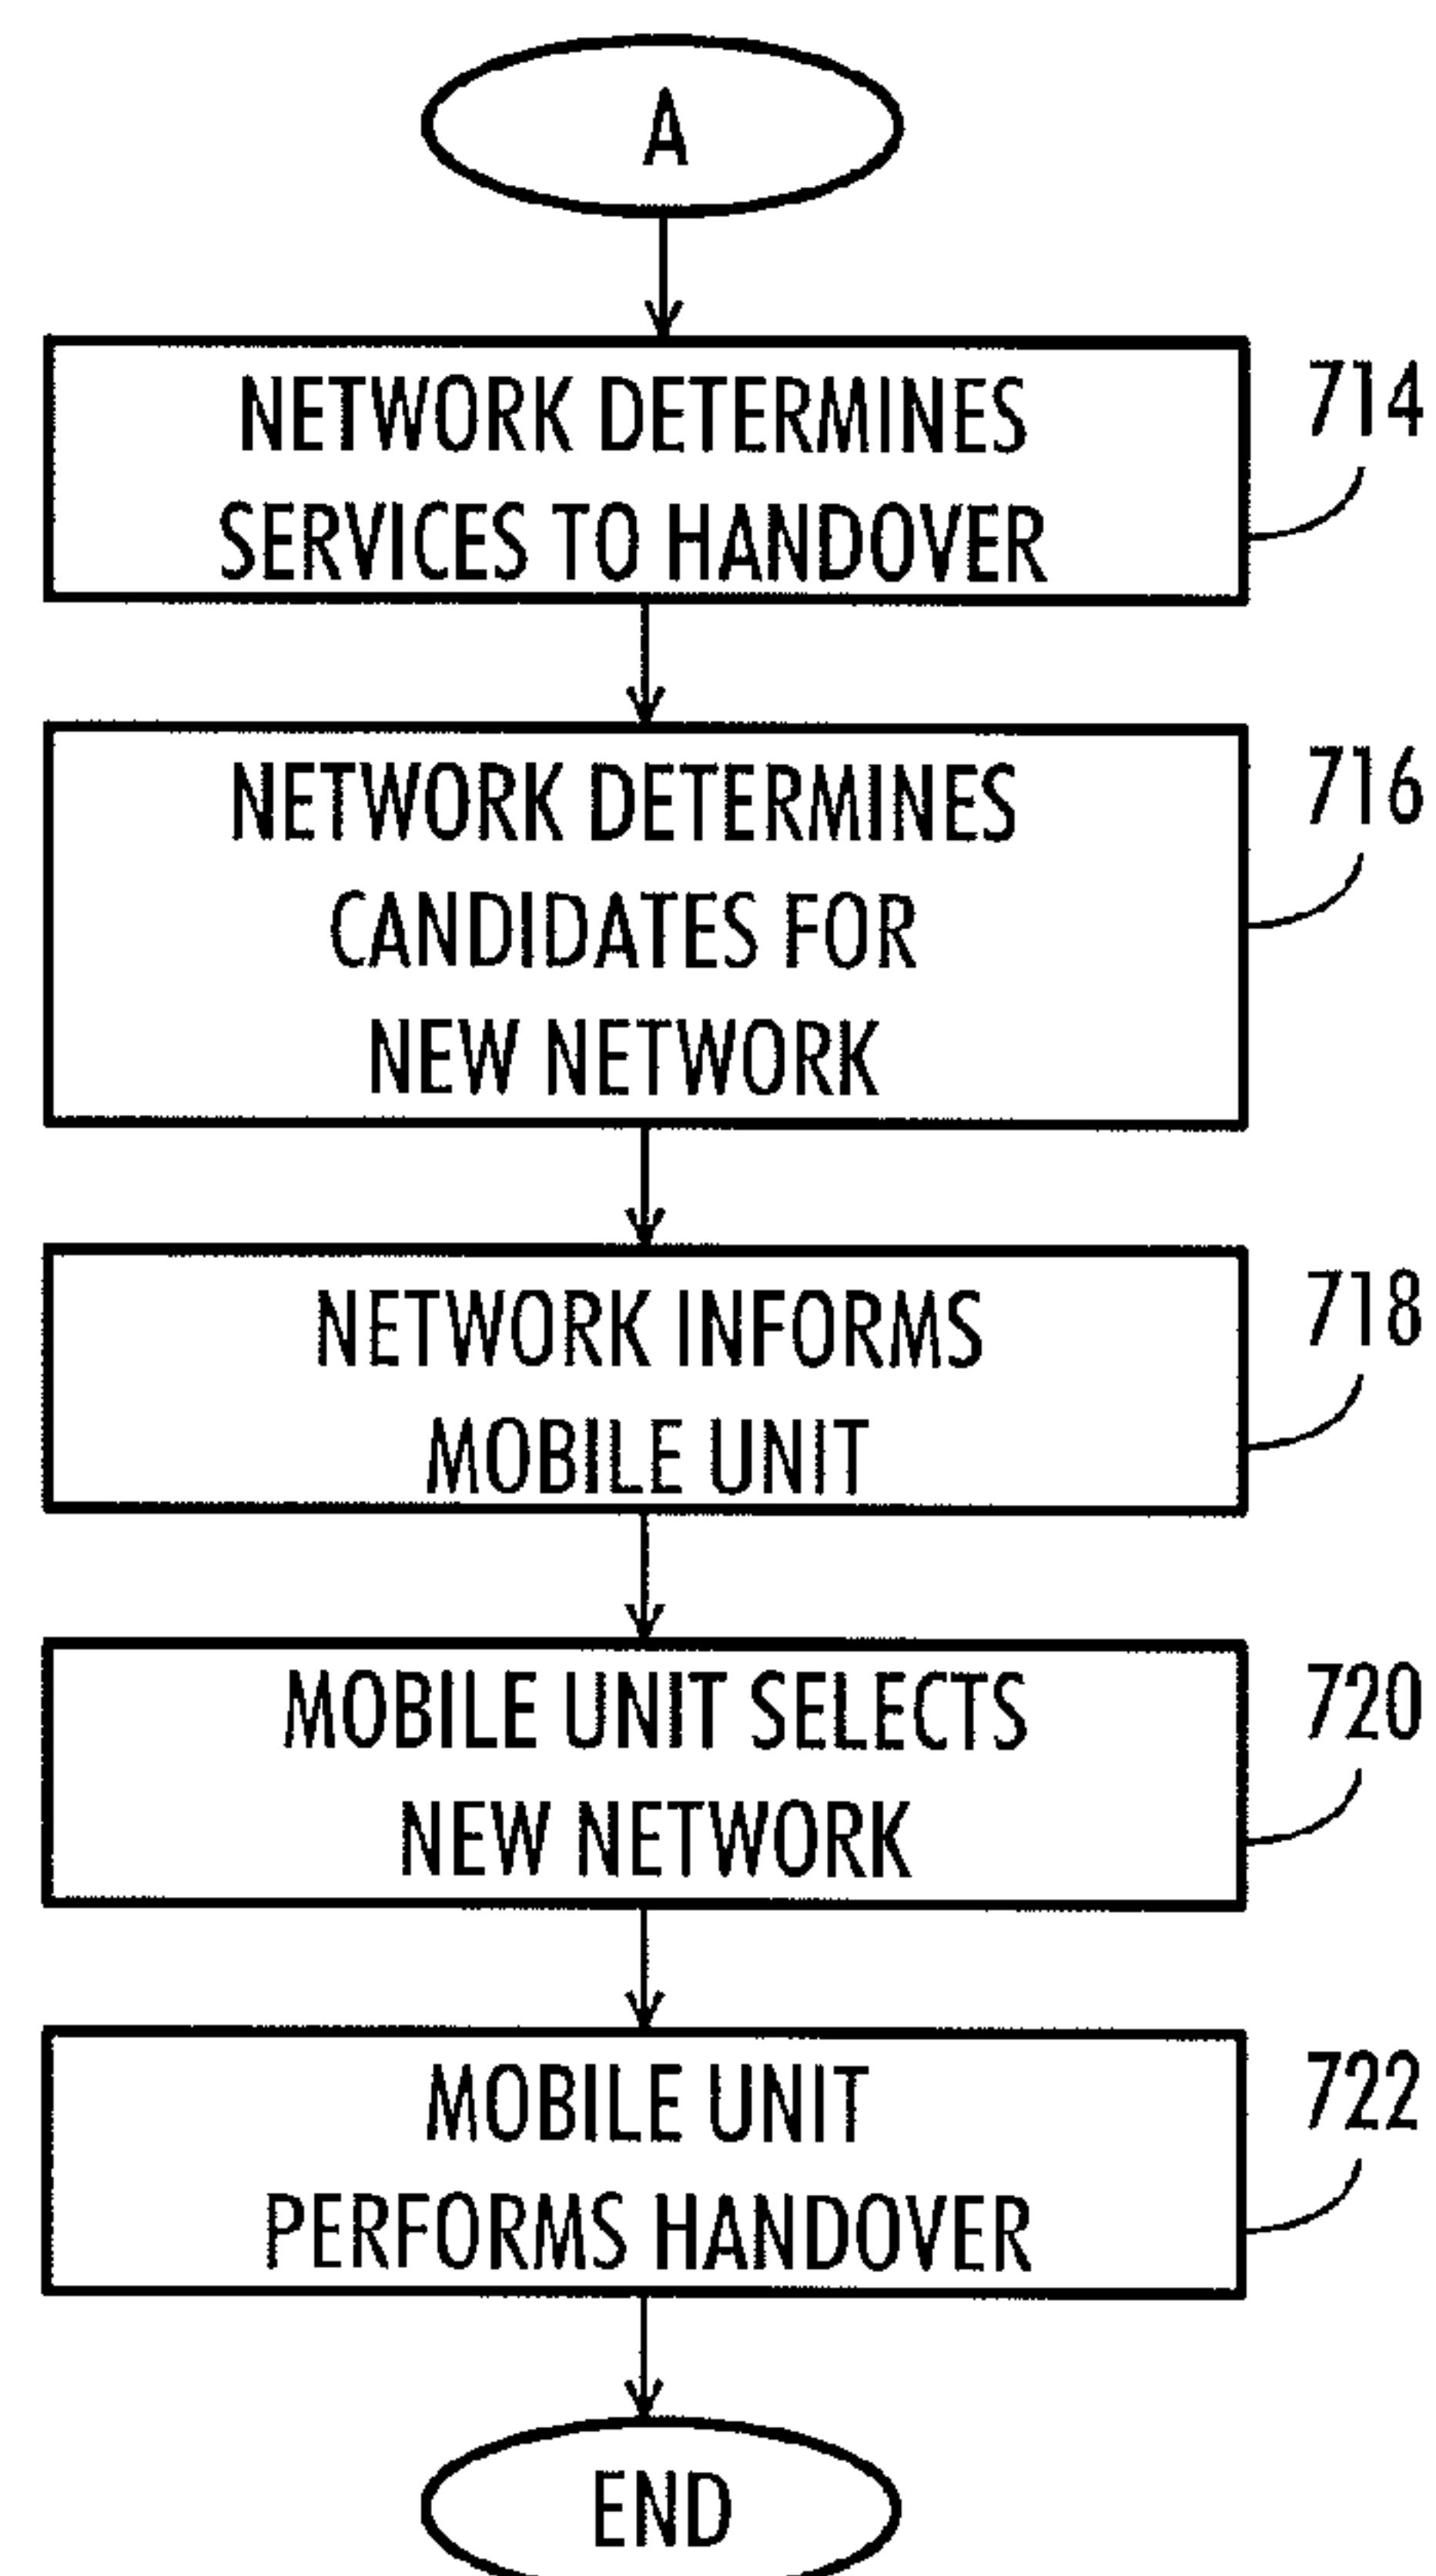 A
NETWORK DETERMINES
SERVICES TO HANDOVER
714
NETWORK DETERMINES
CANDIDATES FOR
NEW NETWORK
716
NETWORK INFORMS
MOBILE UNIT
718
MOBILE UNIT SELECTS
NEW NETWORK
720
MOBILE UNIT
PERFORMS HANDOVER
722
END